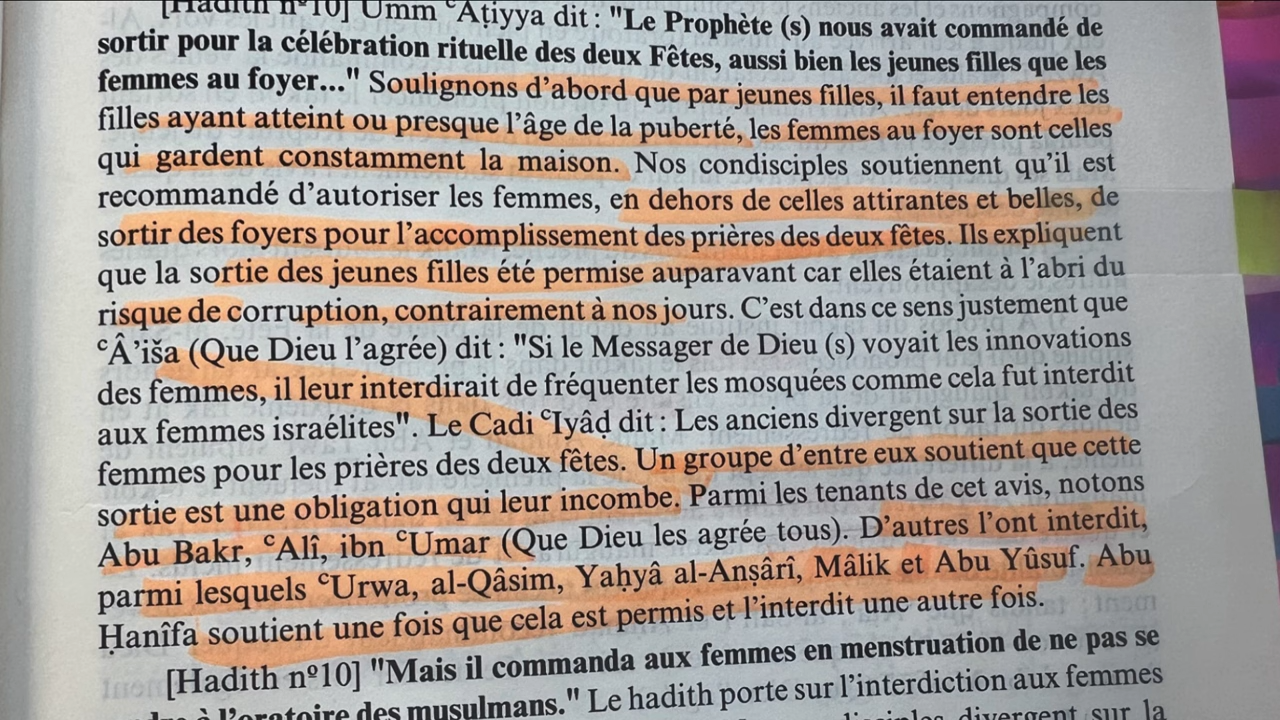 [Hadith nº10] Umm ᶜAṭiyya dit : "Le Prophète (s) nous avait commandé de
sortir pour la célébration rituelle des deux Fêtes, aussi bien les jeunes filles que les
femmes au foyer..." Soulignons d'abord que par jeunes filles, il faut entendre les
filles ayant atteint ou presque l'âge de la puberté, les femmes au foyer sont celles
qui gardent constamment la maison. Nos condisciples soutiennent qu'il est
recommandé d'autoriser les femmes, en dehors de celles attirantes et belles, de
sortir des foyers pour l'accomplissement des prières des deux fêtes. Ils expliquent
que la sortie des jeunes filles été permise auparavant car elles étaient à l'abri du
risque de corruption, contrairement à nos jours. C'est dans ce sens justement que
ᶜÂ'iša (Que Dieu l'agrée) dit : "Si le Messager de Dieu (s) voyait les innovations
des femmes, il leur interdirait de fréquenter les mosquées comme cela fut interdit
aux femmes israélites". Le Cadi ᶜIyâḍ dit : Les anciens divergent sur la sortie des
femmes pour les prières des deux fêtes. Un groupe d'entre eux soutient que cette
sortie est une obligation qui leur incombe. Parmi les tenants de cet avis, notons
Abu Bakr, ᶜAlî, ibn ᶜUmar (Que Dieu les agrée tous). D'autres l'ont interdit,
parmi lesquels ᶜUrwa, al-Qâsim, Yaḥyâ al-Anṣârî, Mâlik et Abu Yûsuf. Abu
Ḥanîfa soutient une fois que cela est permis et l'interdit une autre fois.
[Hadith nº10] "Mais il commanda aux femmes en menstruation de ne pas se
à l'oratoire des musulmans." Le hadith porte sur l'interdiction aux femmes
divergent sur la